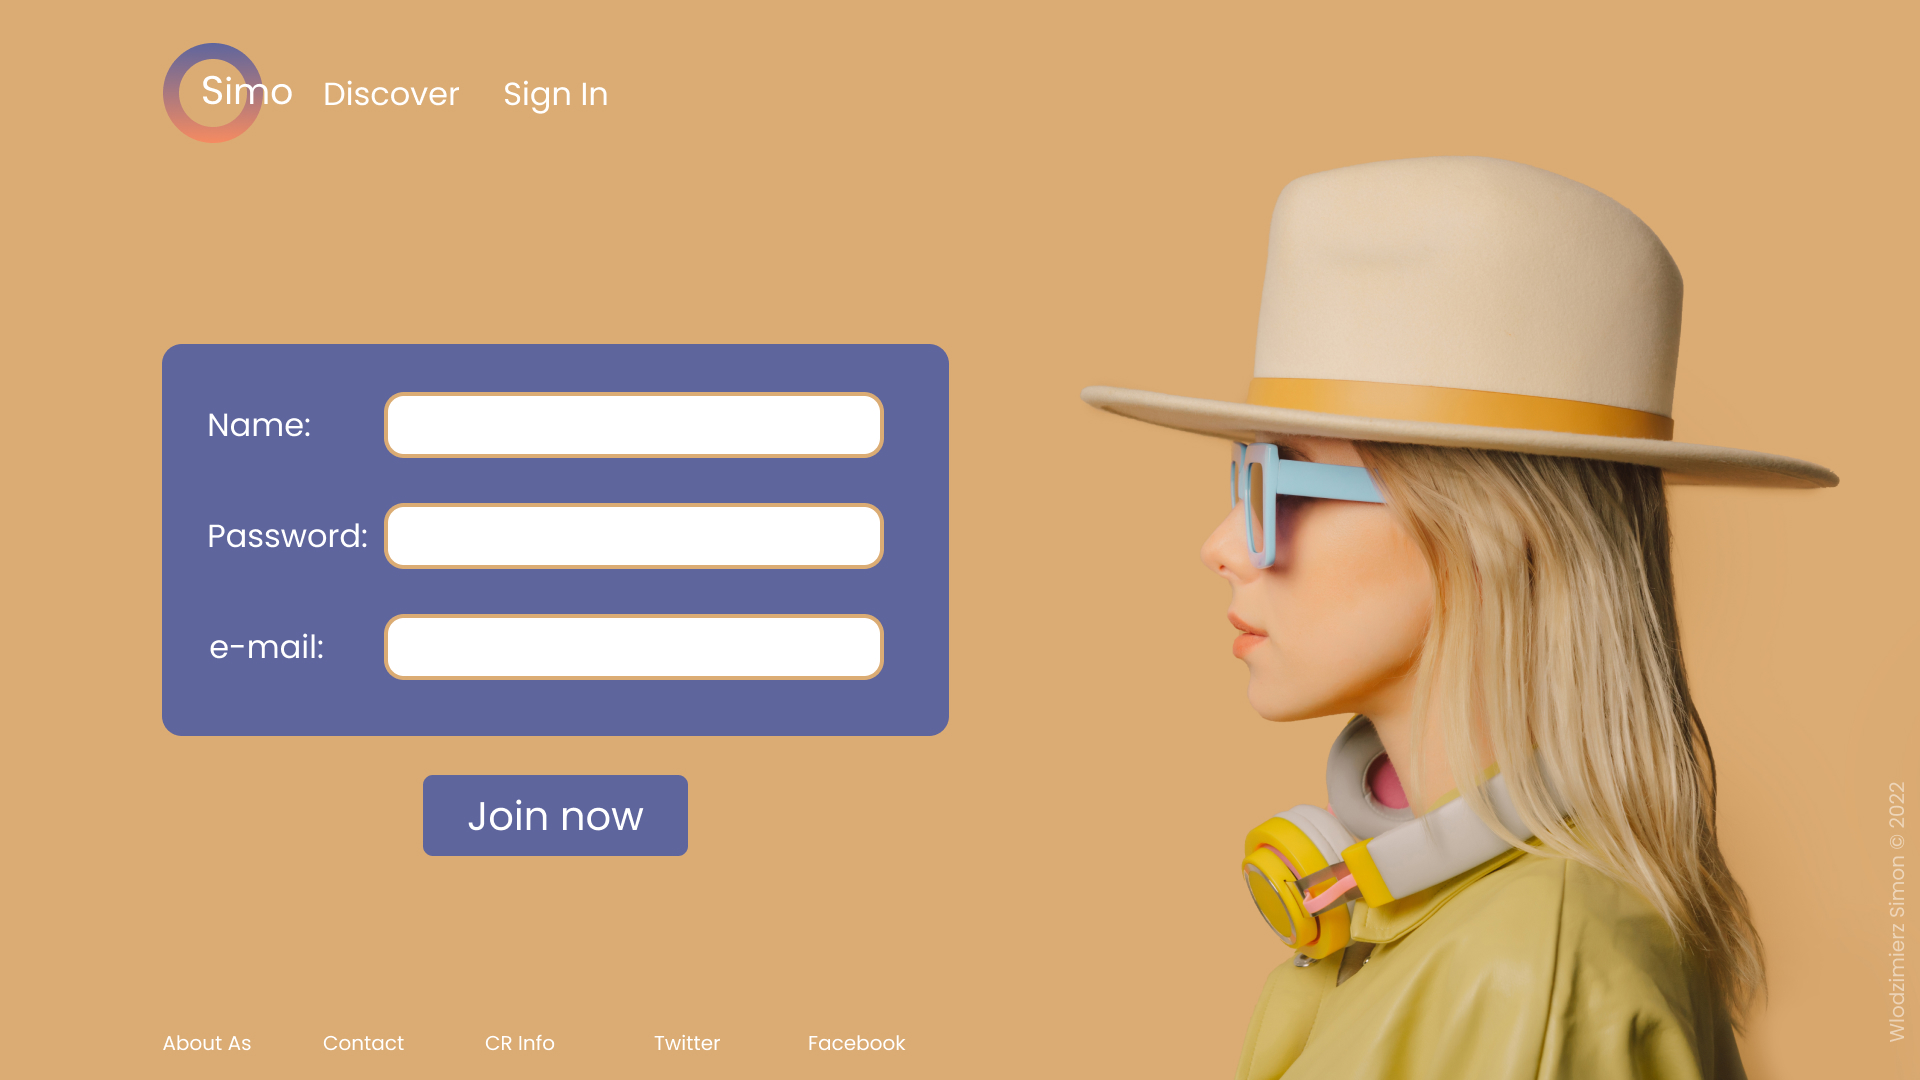 Simo
Discover
Sign In
Name:
Password:
e-mail:
Join now
About As
Contact
CR Info
Twitter
Facebook
Wlodzimierz Simon © 2022